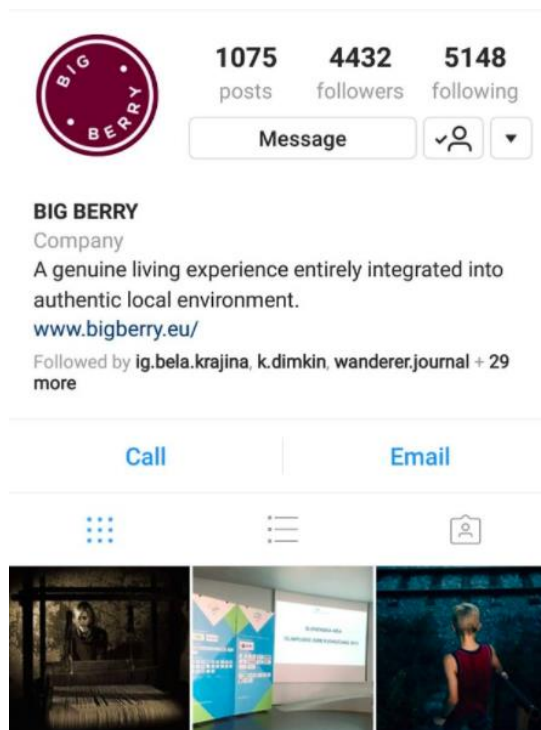 BIG
BERRY
1075 4432 5148
posts followers following
Message
BIG BERRY
Company
A genuine living experience entirely integrated into
authentic local environment.
www.bigberry.eu/
Followed by ig.bela.krajina, k.dimkin, wanderer.journal + 29
more
Call Email